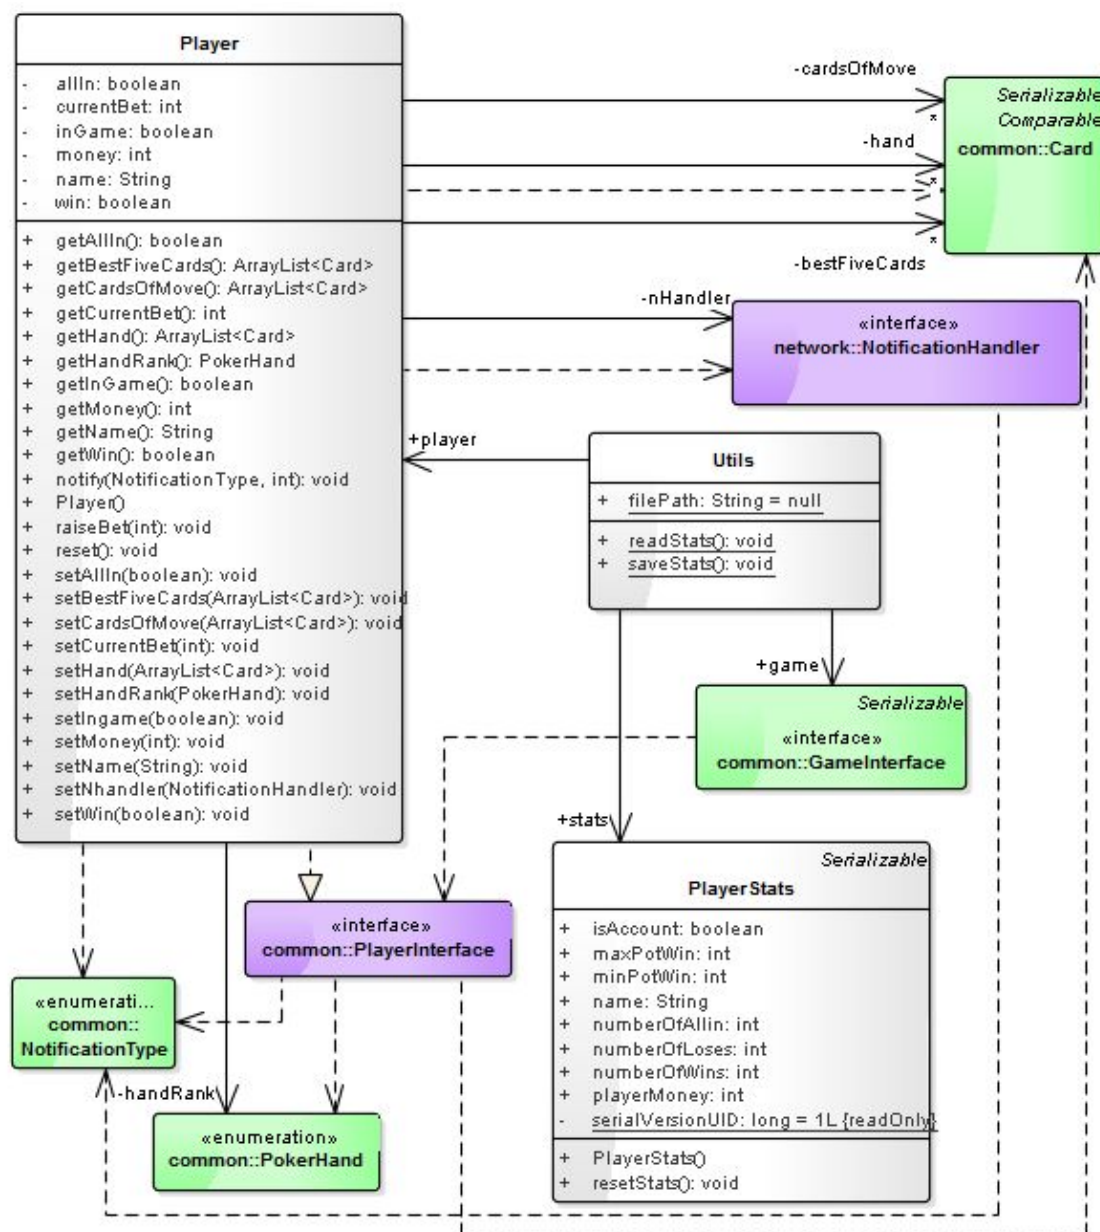 Player
- allIn: boolean
- currentBet: int
- inGame: boolean
- money: int
- name: String
- win: boolean
+ getAllIn(): boolean
+ getBestFiveCards(): ArrayList<Card>
+ getCardsOfMove(): ArrayList<Card>
+ getCurrentBet(): int
+ getHand(): ArrayList<Card>
+ getHandRank(): PokerHand
+ getInGame(): boolean
+ getMoney(): int
+ getName(): String
+ getWin(): boolean
+ notify(NotificationType, int): void
+ Player()
+ raiseBet(int): void
+ reset(): void
+ setAllIn(boolean): void
+ setBestFiveCards(ArrayList<Card>): void
+ setCardsOfMove(ArrayList<Card>): void
+ setCurrentBet(int): void
+ setHand(ArrayList<Card>): void
+ setHandRank(PokerHand): void
+ setIngame(boolean): void
+ setMoney(int): void
+ setName(String): void
+ setNhandler(NotificationHandler): void
+ setWin(boolean): void
-cardsOfMove
*
-hand
*
*
-bestFiveCards
Serializable
Comparable
common::Card
-nHandler
«interface»
network::NotificationHandler
+player
Utils
+ filePath: String = null
+ readStats(): void
+ saveStats(): void
+game
Serializable
«interface»
common::GameInterface
+stats
Serializable
PlayerStats
+ isAccount: boolean
+ maxPotWin: int
+ minPotWin: int
+ name: String
+ numberOfAllin: int
+ numberOfLoses: int
+ numberOfWins: int
+ playerMoney: int
- serialVersionUID: long = 1L {readOnly}
+ PlayerStats()
+ resetStats(): void
«interface»
common::PlayerInterface
«enumerati...
common::
NotificationType
-handRank
«enumeration»
common::PokerHand